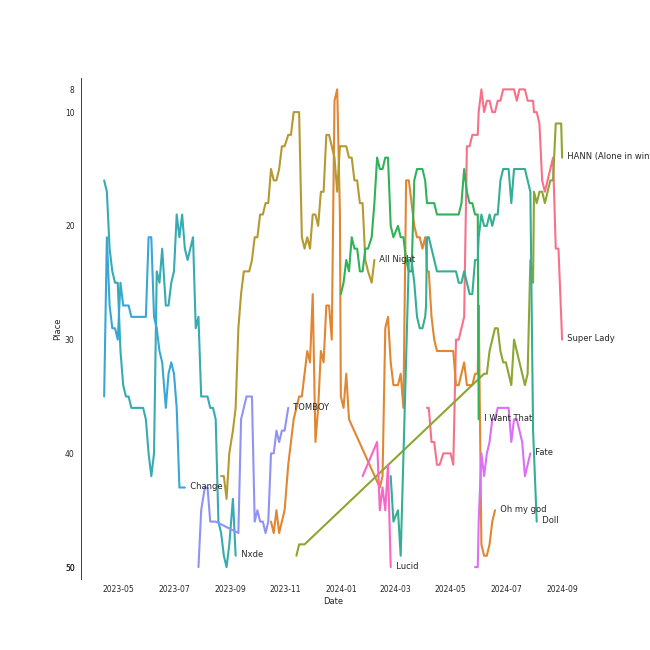 8
10
20
30
40
50
Place
HANN (Alone in win
All Night
Super Lady
TOMBOY
I Want That
Fate
Change
Oh my god
Doll
Nxde
Lucid
2023-05 2023-07 2023-09 2023-11 2024-01 2024-03 2024-05 2024-07 2024-09
Date